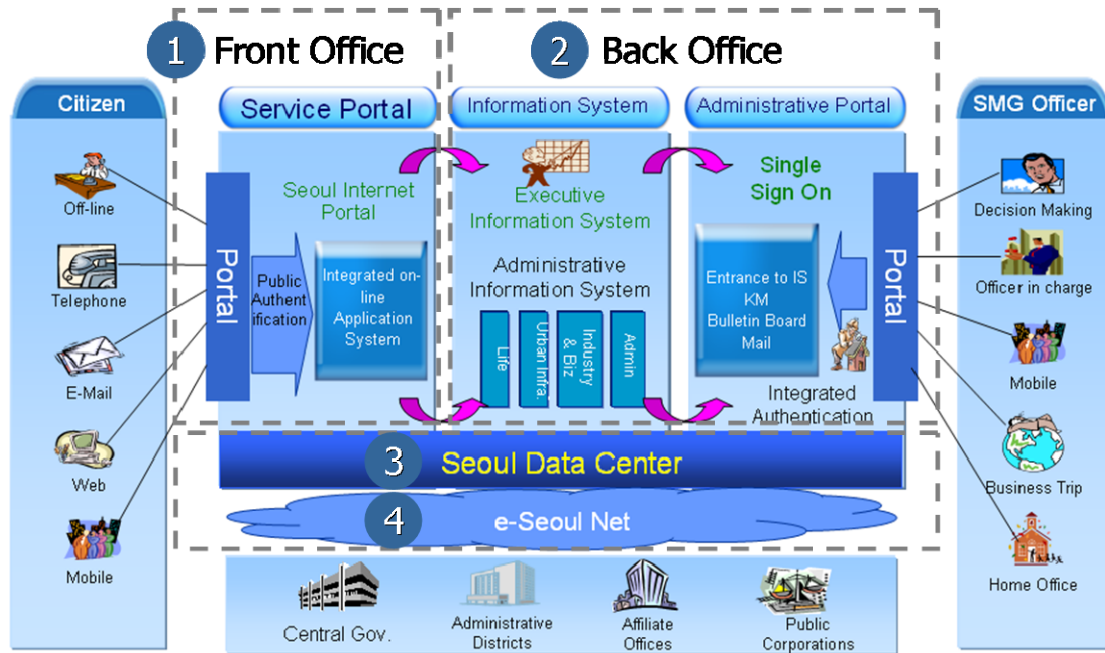 1 Front Office
2 Back Office
Citizen
Service Portal
Information System
Administrative Portal
SMG Officer
Off-line
Telephone
E-Mail
Web
Mobile
Portal
Seoul Internet
Portal
Public
Authent
ification
Integrated on-
line
Application
System
Executive
Information System
Administrative
Information System
Life
Urban Infra.
Industry
& Biz
Admin
Single
Sign On
Entrance to IS
KM
Bulletin Board
Mail
Integrated
Authentication
Portal
Decision Making
Officer in charge
Mobile
Business Trip
Home Office
3 Seoul Data Center
4 e-Seoul Net
Central Gov.
Administrative
Districts
Affiliate
Offices
Public
Corporations